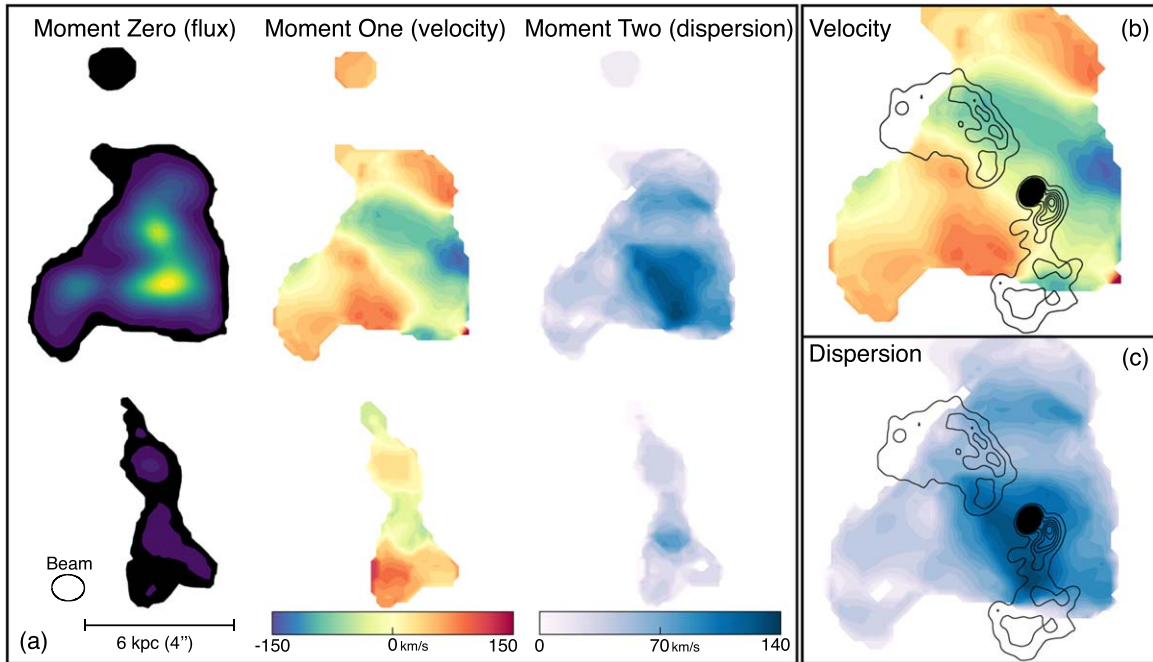 Moment Zero (flux)
Moment One (velocity)
Moment Two (dispersion)
Beam
(a)
6 kpc (4”)
-150
0 km/s
150
0
70 km/s
140
Velocity
(b)
Dispersion
(c)